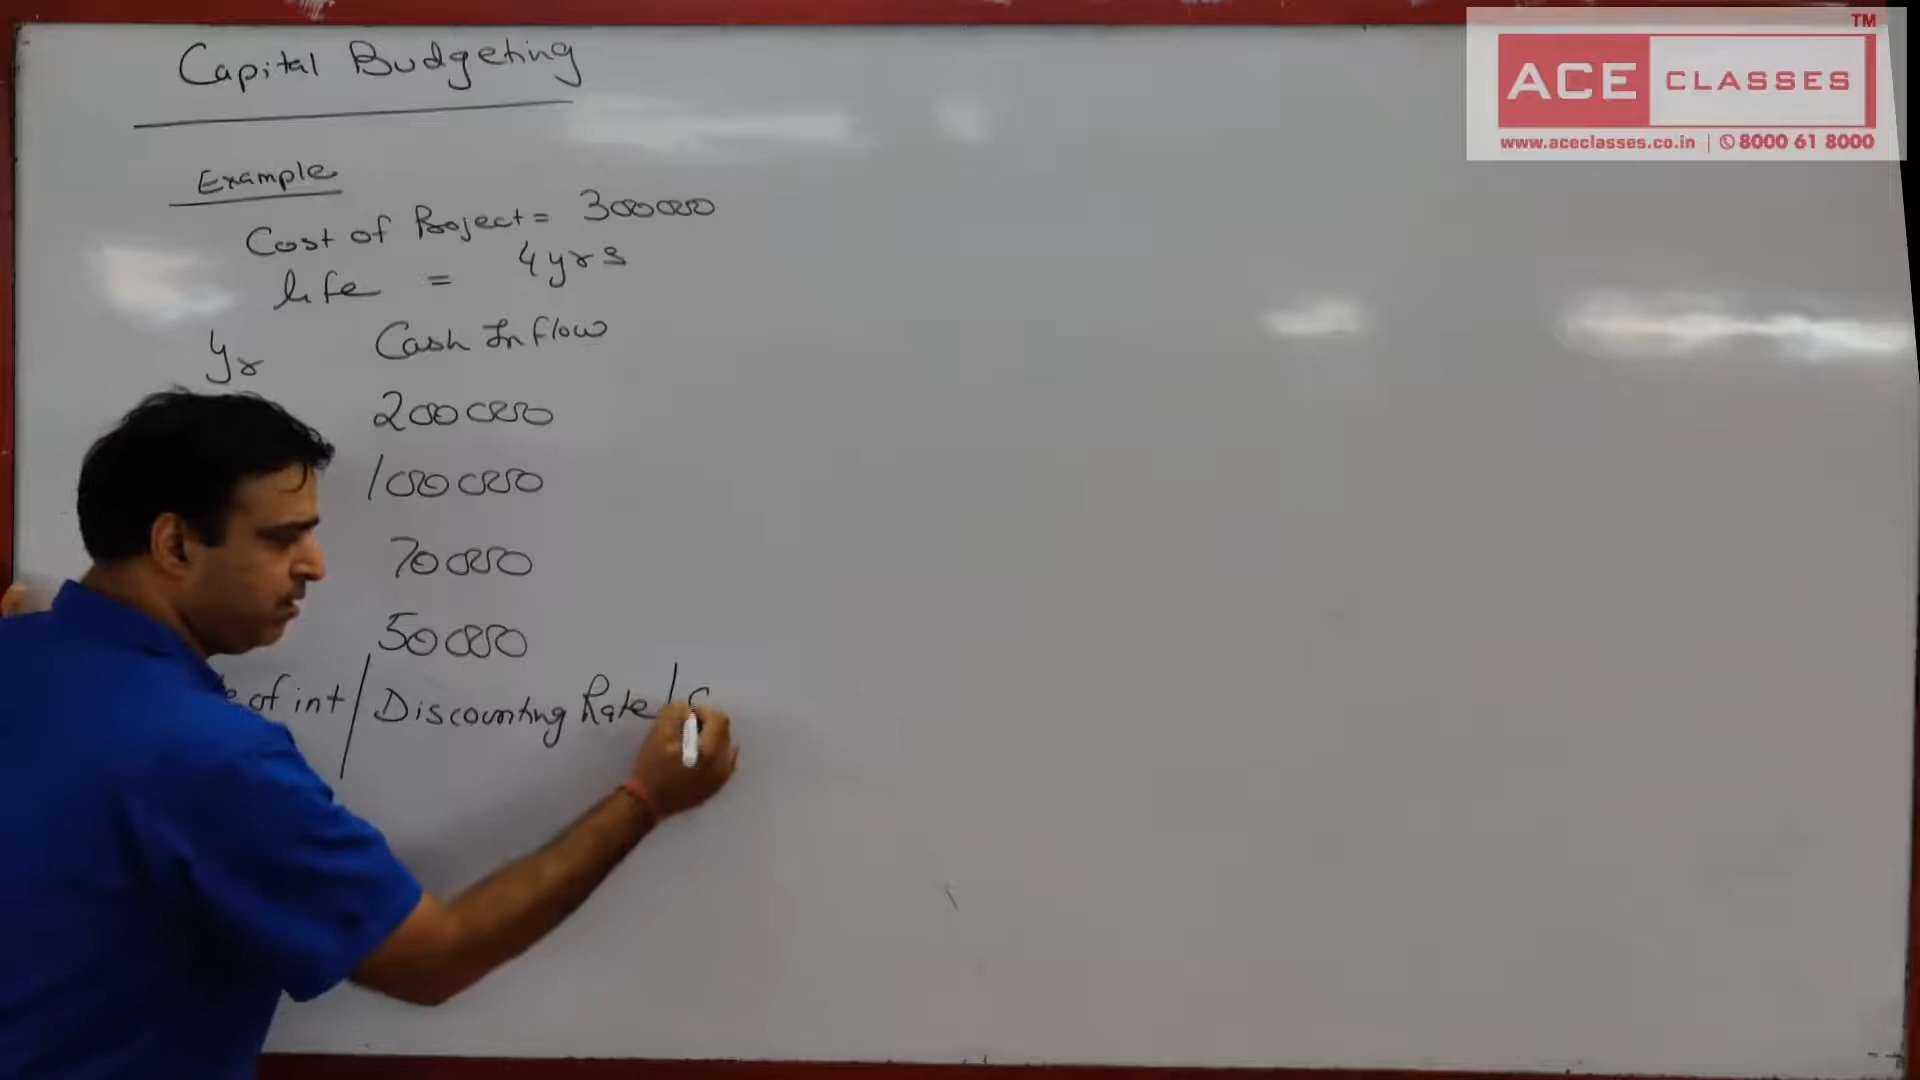 Capital Budgeting
Example
Cost of Project = 300000
life = 4 yrs
Yr Cash Inflow
200000
100000
70000
50000
of int / Discounting Rate / C
TM
ACE CLASSES
www.aceclasses.co.in | 8000 61 8000